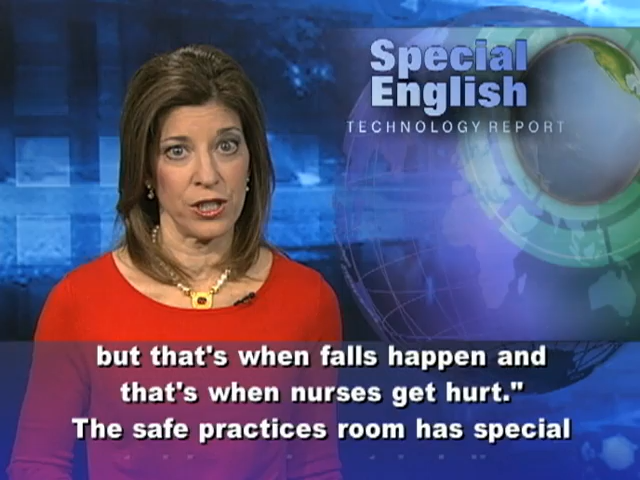 Special
English
TECHNOLOGY REPORT
but that's when falls happen and
that's when nurses get hurt."
The safe practices room has special